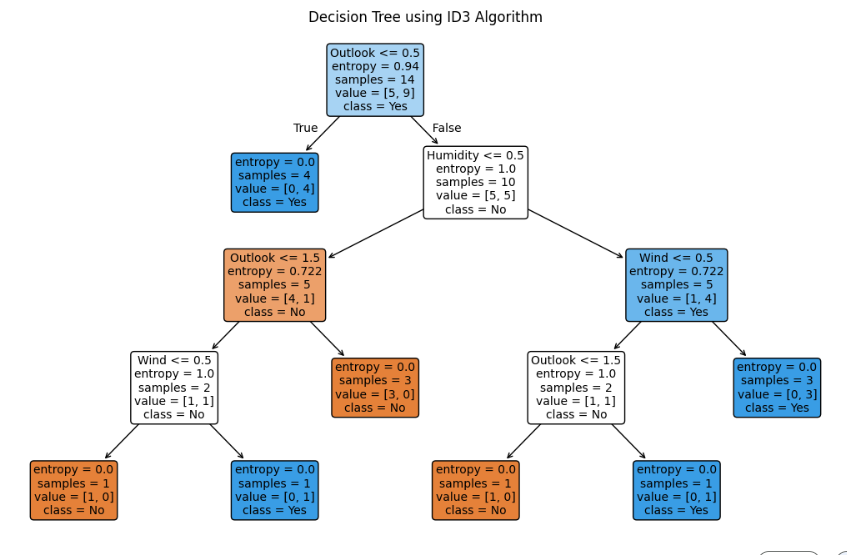 Decision Tree using ID3 Algorithm
Outlook <= 0.5
entropy = 0.94
samples = 14
value = [5, 9]
class = Yes
True
False
entropy = 0.0
samples = 4
value = [0, 4]
class = Yes
Humidity <= 0.5
entropy = 1.0
samples = 10
value = [5, 5]
class = No
Outlook <= 1.5
entropy = 0.722
samples = 5
value = [4, 1]
class = No
Wind <= 0.5
entropy = 0.722
samples = 5
value = [1, 4]
class = Yes
Wind <= 0.5
entropy = 1.0
samples = 2
value = [1, 1]
class = No
entropy = 0.0
samples = 3
value = [3, 0]
class = No
Outlook <= 1.5
entropy = 1.0
samples = 2
value = [1, 1]
class = No
entropy = 0.0
samples = 3
value = [0, 3]
class = Yes
entropy = 0.0
samples = 1
value = [1, 0]
class = No
entropy = 0.0
samples = 1
value = [0, 1]
class = Yes
entropy = 0.0
samples = 1
value = [1, 0]
class = No
entropy = 0.0
samples = 1
value = [0, 1]
class = Yes